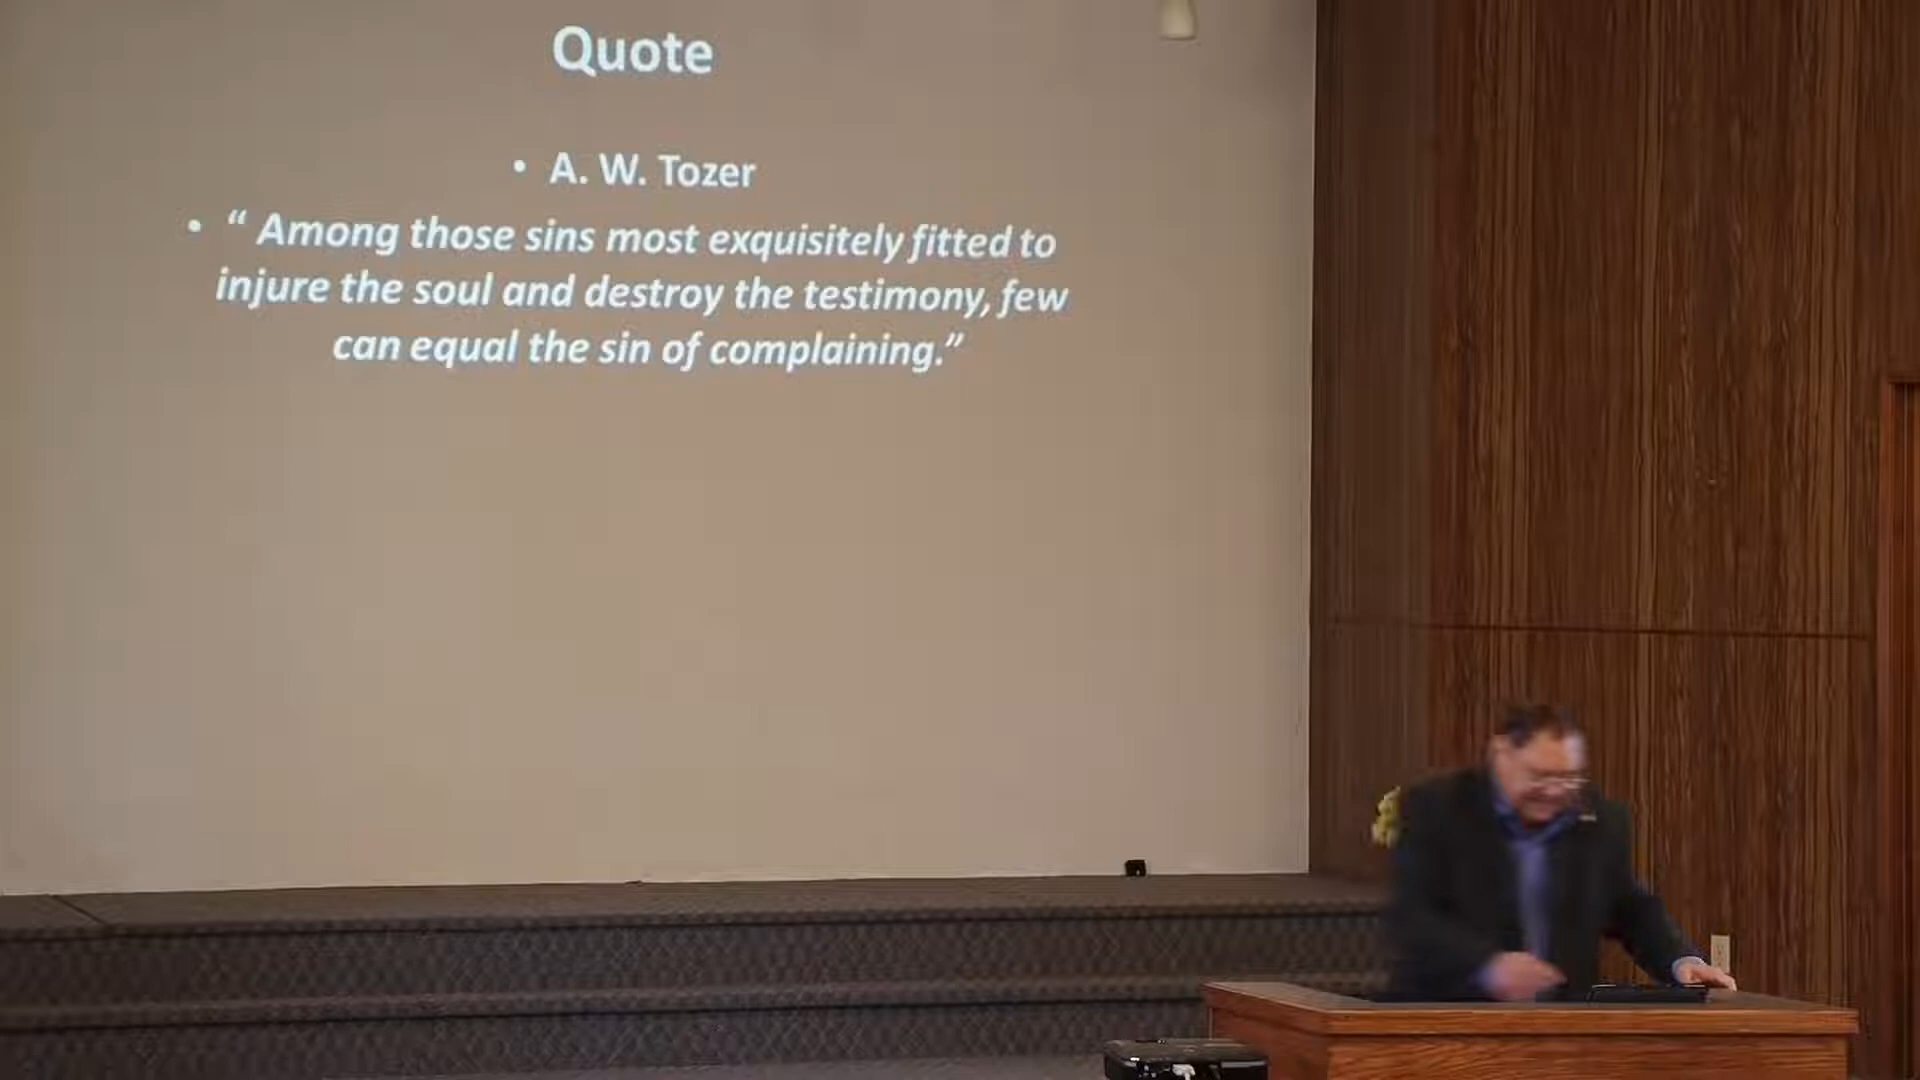 Quote
• A. W. Tozer
• “ Among those sins most exquisitely fitted to
injure the soul and destroy the testimony, few
can equal the sin of complaining.”